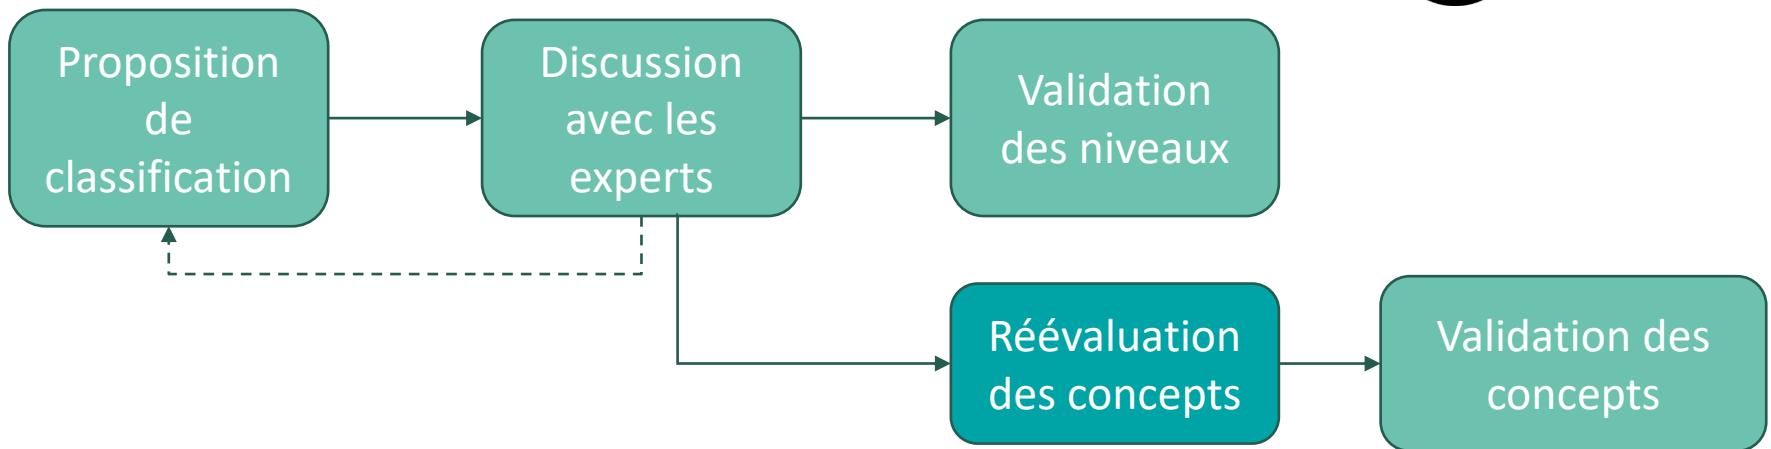 Proposition
de
classification
Discussion
avec les
experts
Validation
des niveaux
Réévaluation
des concepts
Validation des
concepts